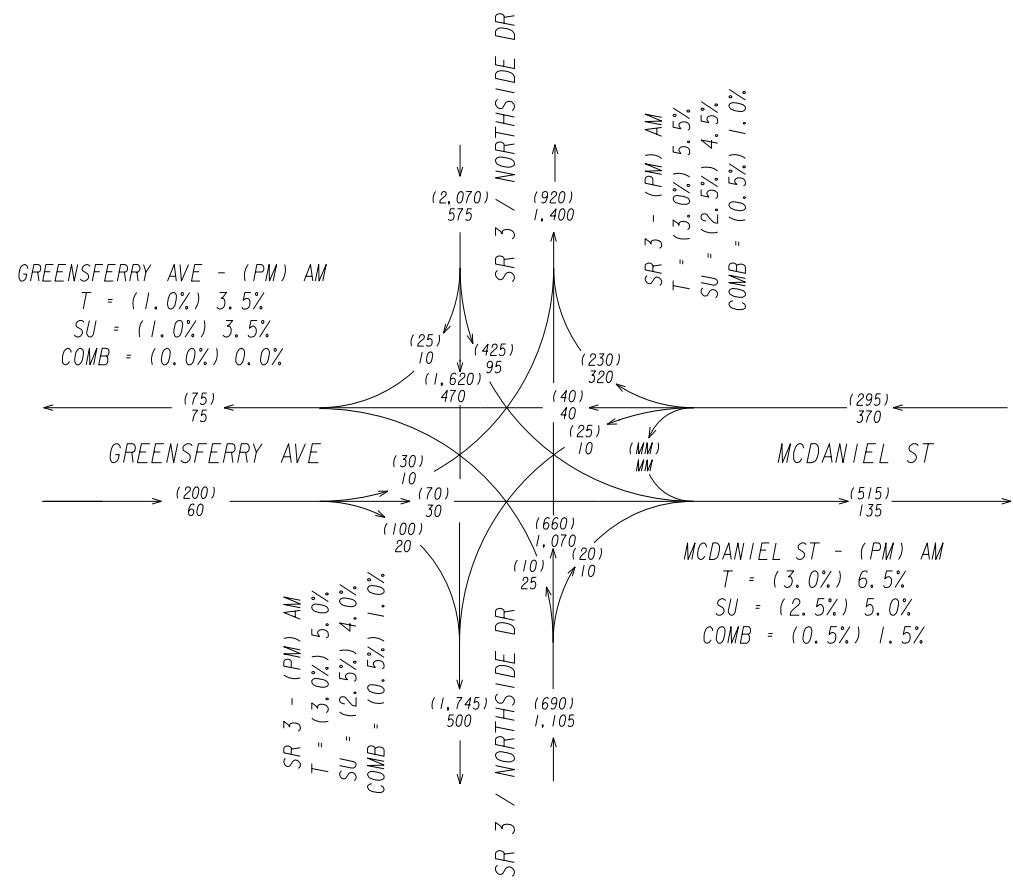 SR 3 / NORTHSIDE DR
SR 3 - (PM) AM
T = (3.0%) 5.5%
SU = (2.5%) 4.5%
COMB = (0.5%) 1.0%
(2,070)
575
(920)
1,400
GREENSFERRY AVE - (PM) AM
T = (1.0%) 3.5%
SU = (1.0%) 3.5%
COMB = (0.0%) 0.0%
(25)
10
(425)
95
(1,620)
470
(230)
320
(75)
75
(40)
40
(295)
370
(25)
10
(MM)
MM
GREENSFERRY AVE
MCDANIEL ST
(30)
10
(200)
60
(70)
30
(515)
135
(100)
20
(660)
1,070
(10)
25
(20)
10
MCDANIEL ST - (PM) AM
T = (3.0%) 6.5%
SU = (2.5%) 5.0%
COMB = (0.5%) 1.5%
SR 3 - (PM) AM
T = (3.0%) 5.0%
SU = (2.5%) 4.0%
COMB = (0.5%) 1.0%
(1,745)
500
(690)
1,105
SR 3 / NORTHSIDE DR